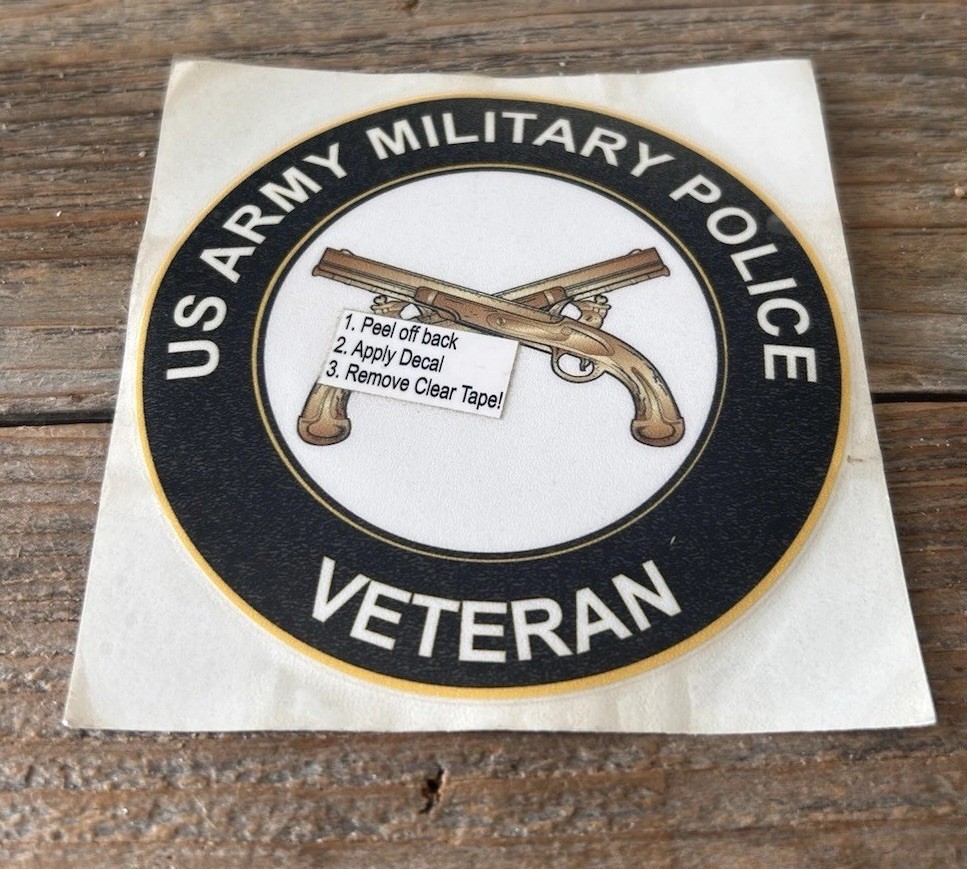 US ARMY MILITARY POLICE
1. Peel off back
2. Apply Decal
3. Remove Clear Tape!
VETERAN